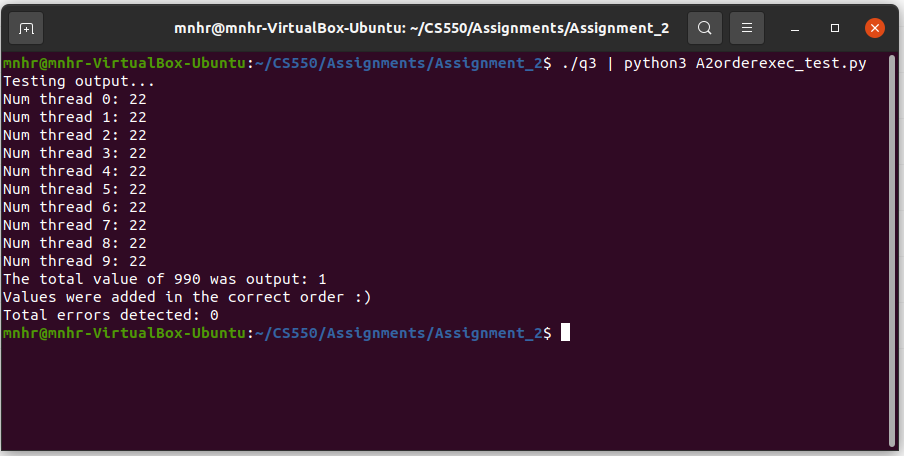 mnhr@mnhr-VirtualBox-Ubuntu: ~/CS550/Assignments/Assignment_2
mnhr@mnhr-VirtualBox-Ubuntu:~/CS550/Assignments/Assignment_2$ ./q3 | python3 A2orderexec_test.py
Testing output...
Num thread 0: 22
Num thread 1: 22
Num thread 2: 22
Num thread 3: 22
Num thread 4: 22
Num thread 5: 22
Num thread 6: 22
Num thread 7: 22
Num thread 8: 22
Num thread 9: 22
The total value of 990 was output: 1
Values were added in the correct order :)
Total errors detected: 0
mnhr@mnhr-VirtualBox-Ubuntu:~/CS550/Assignments/Assignment_2$